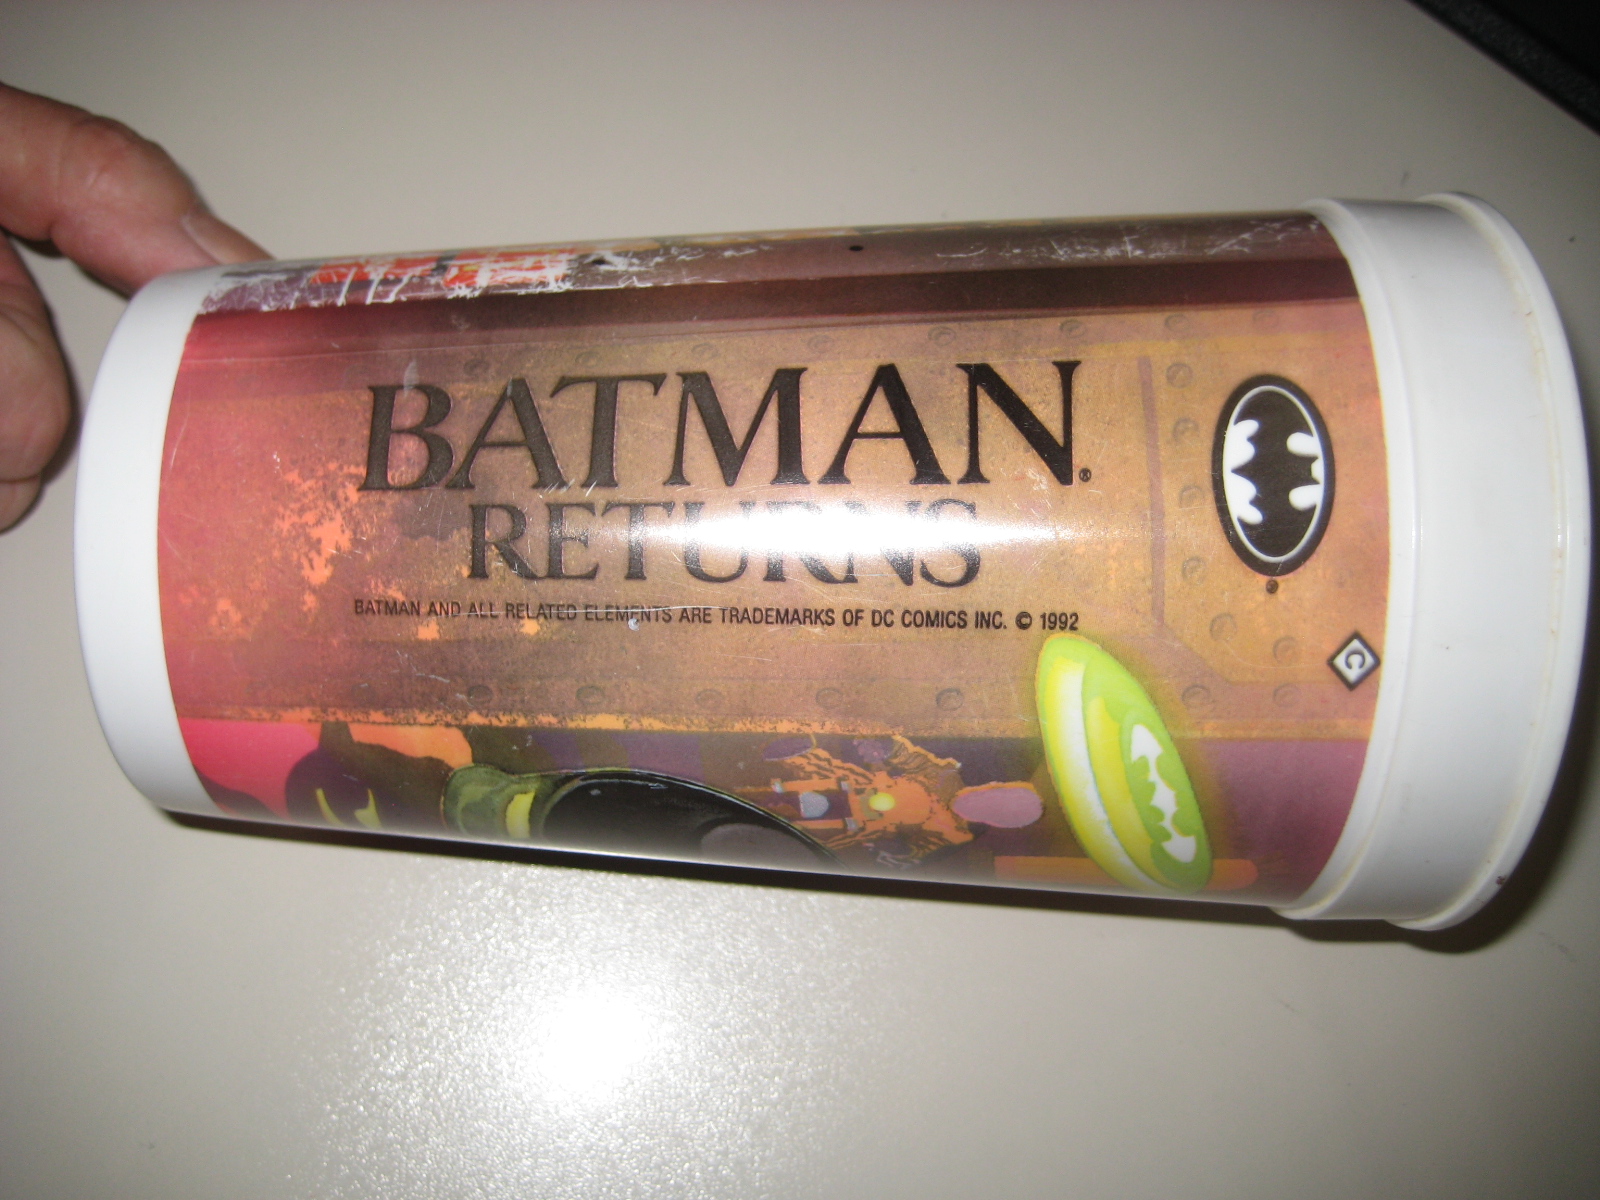 BATMAN®
RETURNS
BATMAN AND ALL RELATED ELEMENTS ARE TRADEMARKS OF DC COMICS INC. © 1992
C